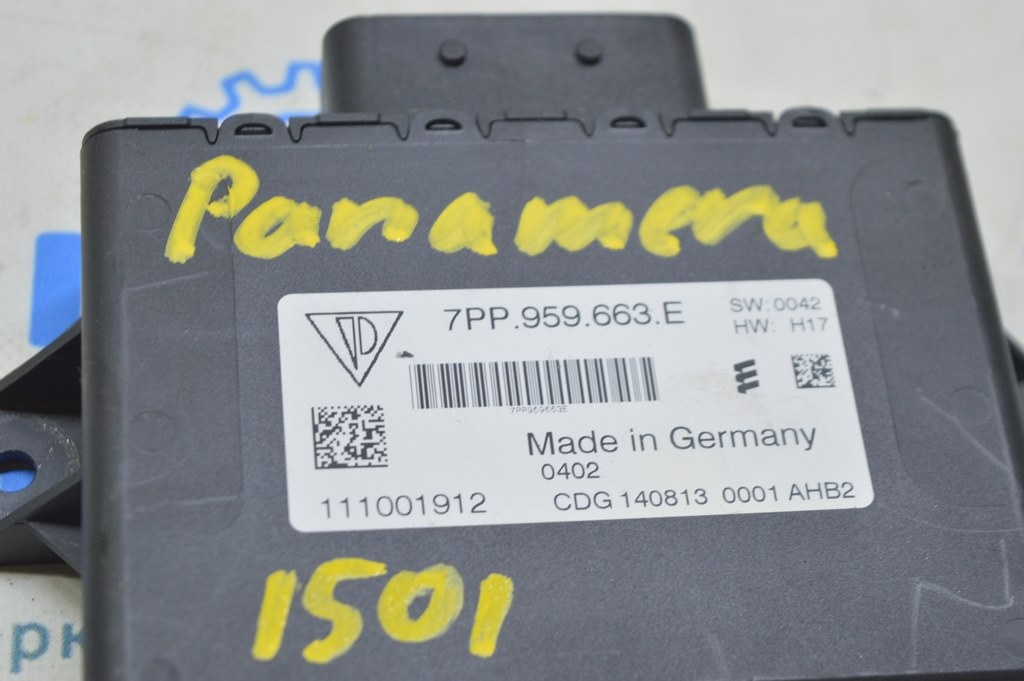 Panamera
7PP.959.663.E
SW:0042
HW: H17
7PP959663E
Made in Germany
0402
111001912
CDG 140813 0001 AHB2
1501
рк